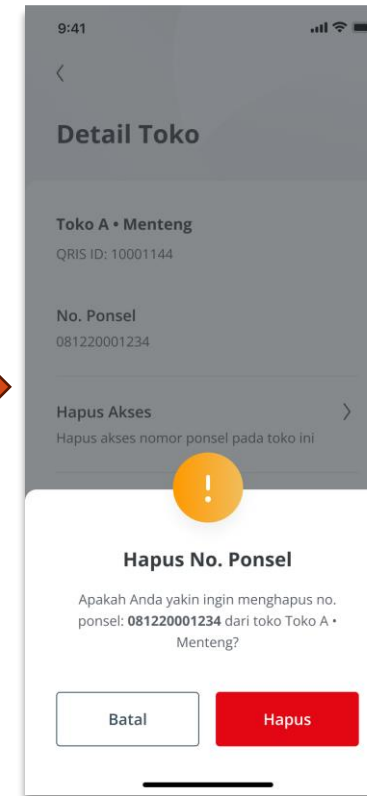 9:41
Detail Toko
Toko A • Menteng
QRIS ID: 10001144
No. Ponsel
081220001234
Hapus Akses
Hapus akses nomor ponsel pada toko ini
!
Hapus No. Ponsel
Apakah Anda yakin ingin menghapus no.
ponsel: 081220001234 dari toko Toko A •
Menteng?
Batal
Hapus